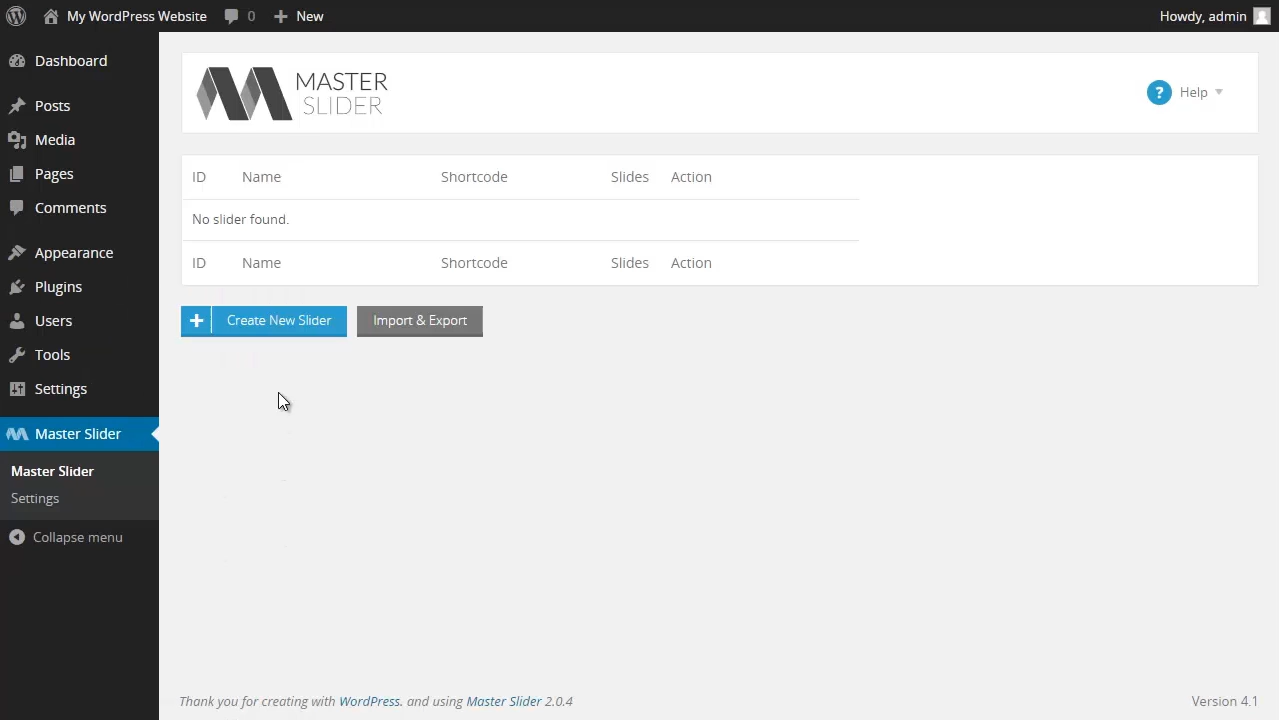 My WordPress Website 0 New Howdy, admin
Dashboard
Posts
Media
Pages
Comments
Appearance
Plugins
Users
Tools
Settings
Master Slider
Master Slider
Settings
Collapse menu
MASTER
SLIDER
? Help
ID Name Shortcode Slides Action
No slider found.
ID Name Shortcode Slides Action
+ Create New Slider Import & Export
Thank you for creating with WordPress. and using Master Slider 2.0.4 Version 4.1